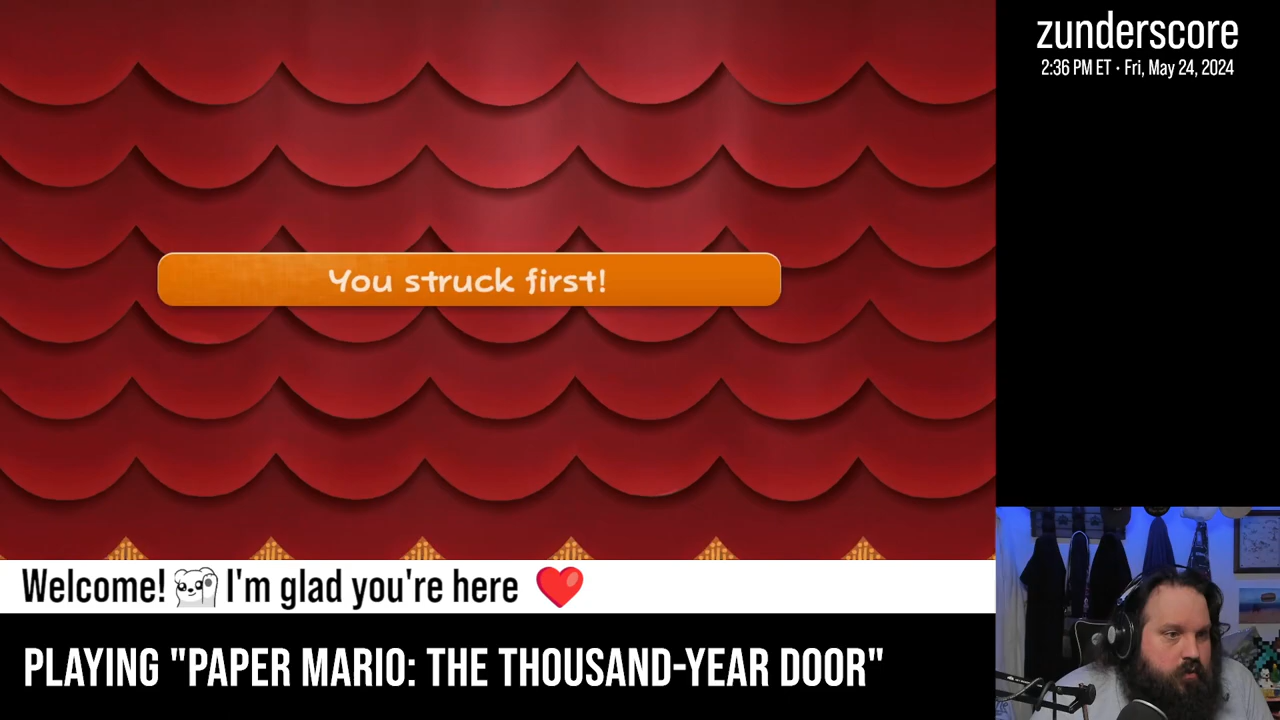 zunderscore
2:36 PM ET · Fri, May 24, 2024
You struck first!
Welcome! I'm glad you're here
PLAYING "PAPER MARIO: THE THOUSAND-YEAR DOOR"